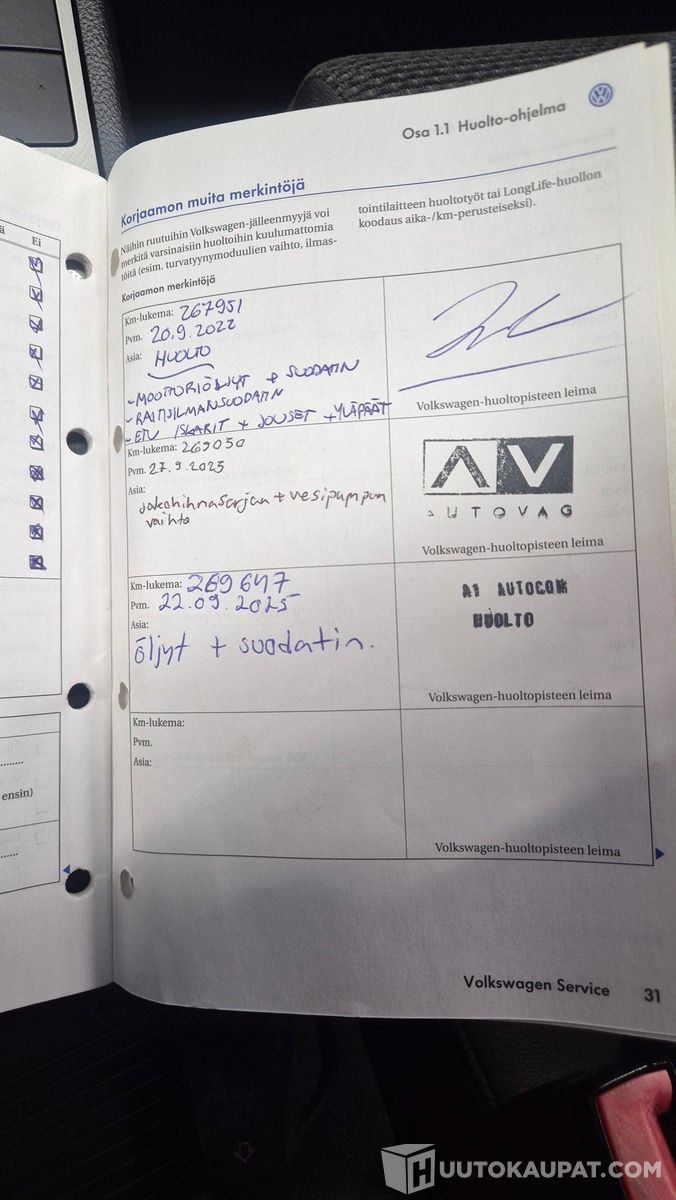 Osa 1.1 Huolto-ohjelma
Korjaamon muita merkintöjä
Näihin ruutuihin Volkswagen-jälleenmyyjä voi
merkitä varsinaisiin huoltoihin kuulumattomia
töitä (esim. turvatyynymoduulien vaihto, ilmas-
tointilaitteen huoltotyöt tai LongLife-huollon
koodaus aika-/km-perusteiseksi).
Korjaamon merkintöjä
Km-lukema: 267951
Pvm. 20.9.2022
Asia: HUOLTO
- MOOTTORIÖLJYT + SUODATIN
- RAITISILMANSUODATIN
- ETU ISKARIT + JOUSET + YLÄPÄÄT
Volkswagen-huoltopisteen leima
Km-lukema: 269050
Pvm. 27.9.2023
Asia:
Jakohihnasarjan + vesipumpun
vaihto
AV
AUTOVAG
Volkswagen-huoltopisteen leima
Km-lukema: 269647
Pvm. 22.09.2025
Asia:
öljyt + suodatin.
A1 AUTOCOM
HUOLTO
Volkswagen-huoltopisteen leima
Km-lukema:
Pvm.
Asia:
Volkswagen-huoltopisteen leima
Volkswagen Service
31
Ei
ensin)
HUUTOKAUPAT.COM